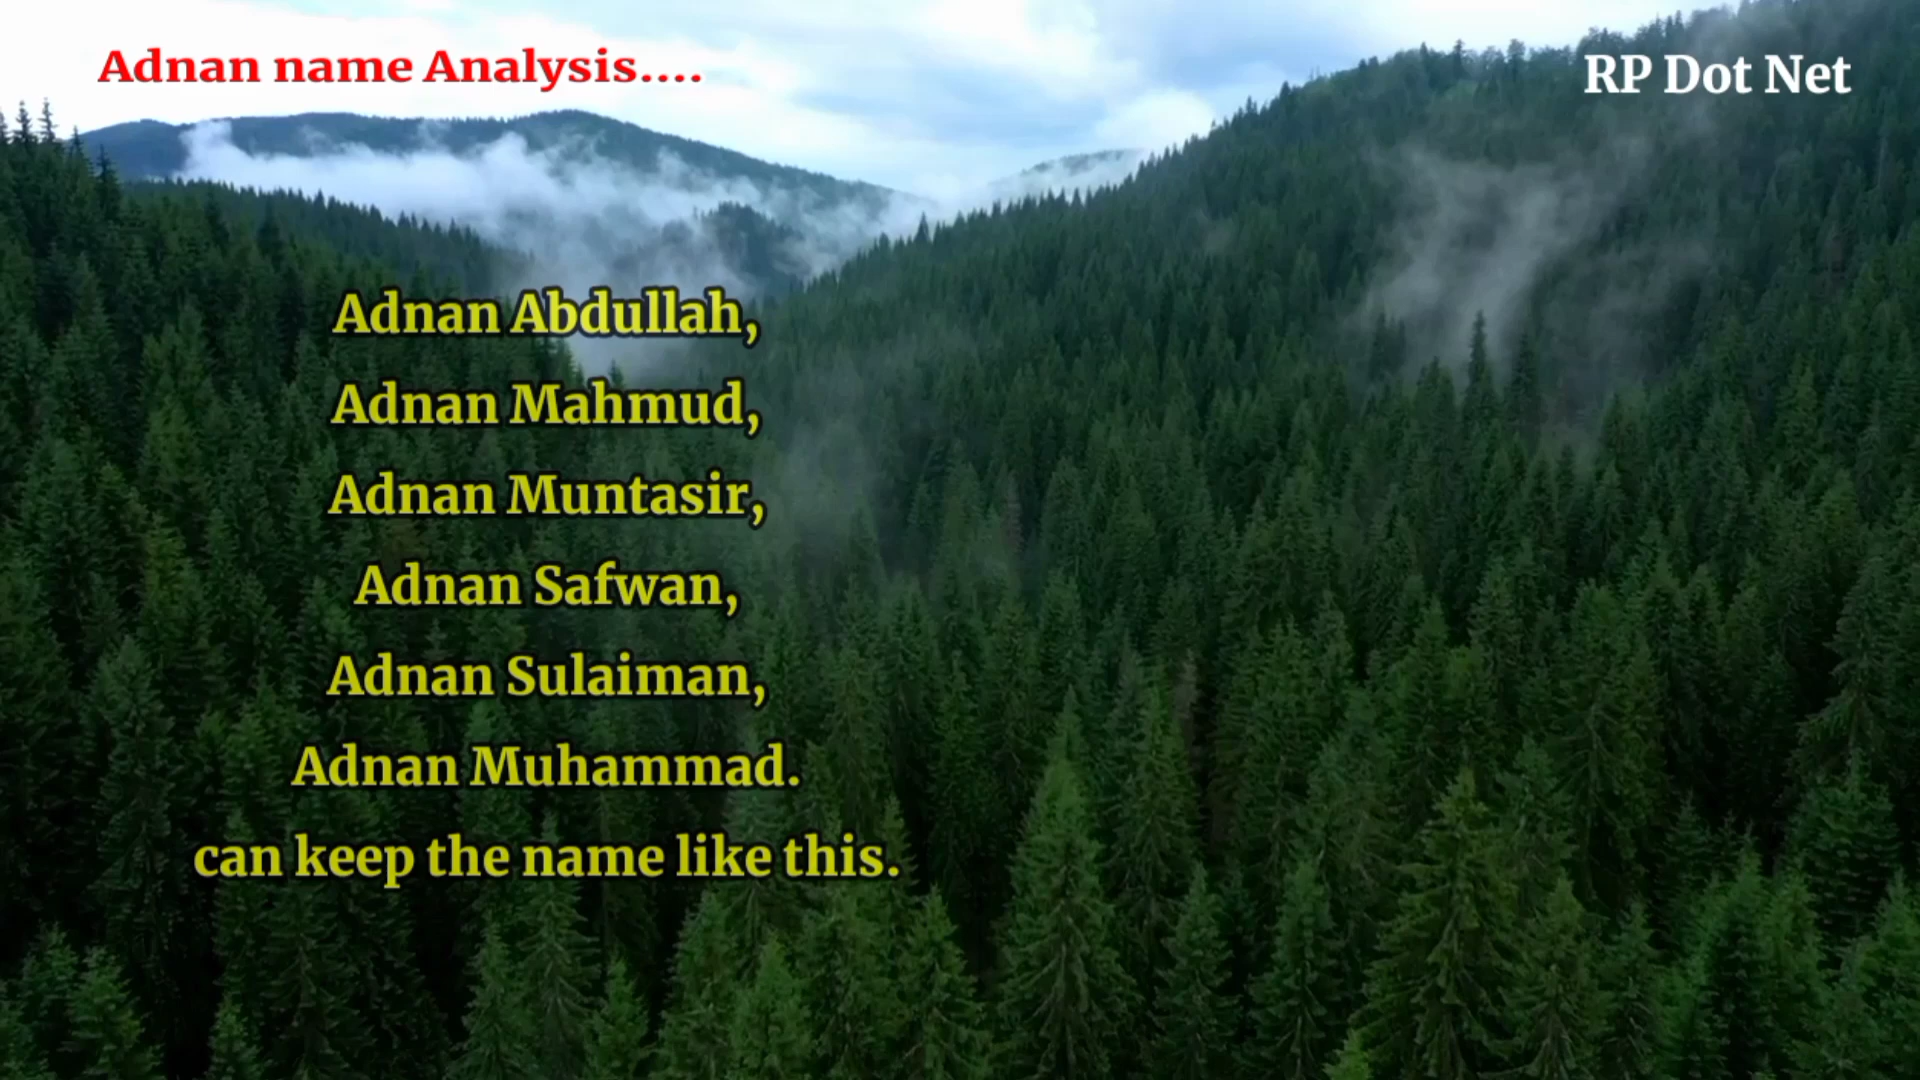 Adnan name Analysis....
RP Dot Net
Adnan Abdullah,
Adnan Mahmud,
Adnan Muntasir,
Adnan Safwan,
Adnan Sulaiman,
Adnan Muhammad.
can keep the name like this.